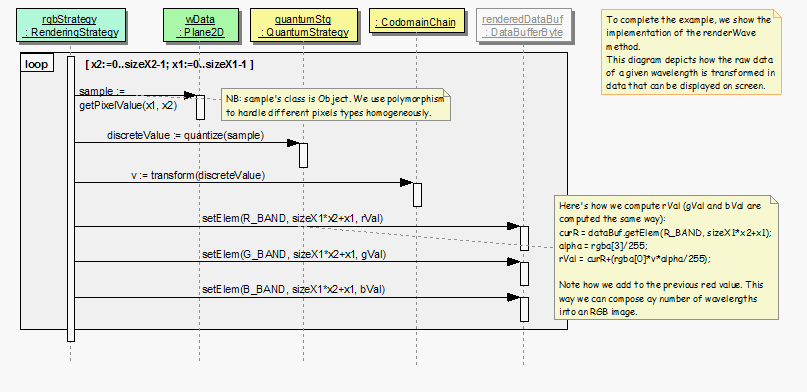 rgbStrategy
: RenderingStrategy
wData
: Plane2D
quantumStg
: QuantumStrategy
: CodomainChain
renderedDataBuf
: DataBufferByte
To complete the example, we show the
implementation of the renderWave
method.
This diagram depicts how the raw data
of a given wavelength is transformed in
data that can be displayed on screen.
loop
[ x2:=0..sizeX2-1; x1:=0..sizeX1-1 ]
sample :=
getPixelValue(x1, x2)
NB: sample's class is Object. We use polymorphism
to handle different pixels types homogeneously.
discreteValue := quantize(sample)
v := transform(discreteValue)
setElem(R_BAND, sizeX1*x2+x1, rVal)
setElem(G_BAND, sizeX1*x2+x1, gVal)
setElem(B_BAND, sizeX1*x2+x1, bVal)
Here's how we compute rVal (gVal and bVal are
computed the same way):
curR = dataBuf.getElem(R_BAND, sizeX1*x2+x1);
alpha = rgba[3]/255;
rVal = curR+(rgba[0]*v*alpha/255);
Note how we add to the previous red value. This
way we can compose ay number of wavelengths
into an RGB image.